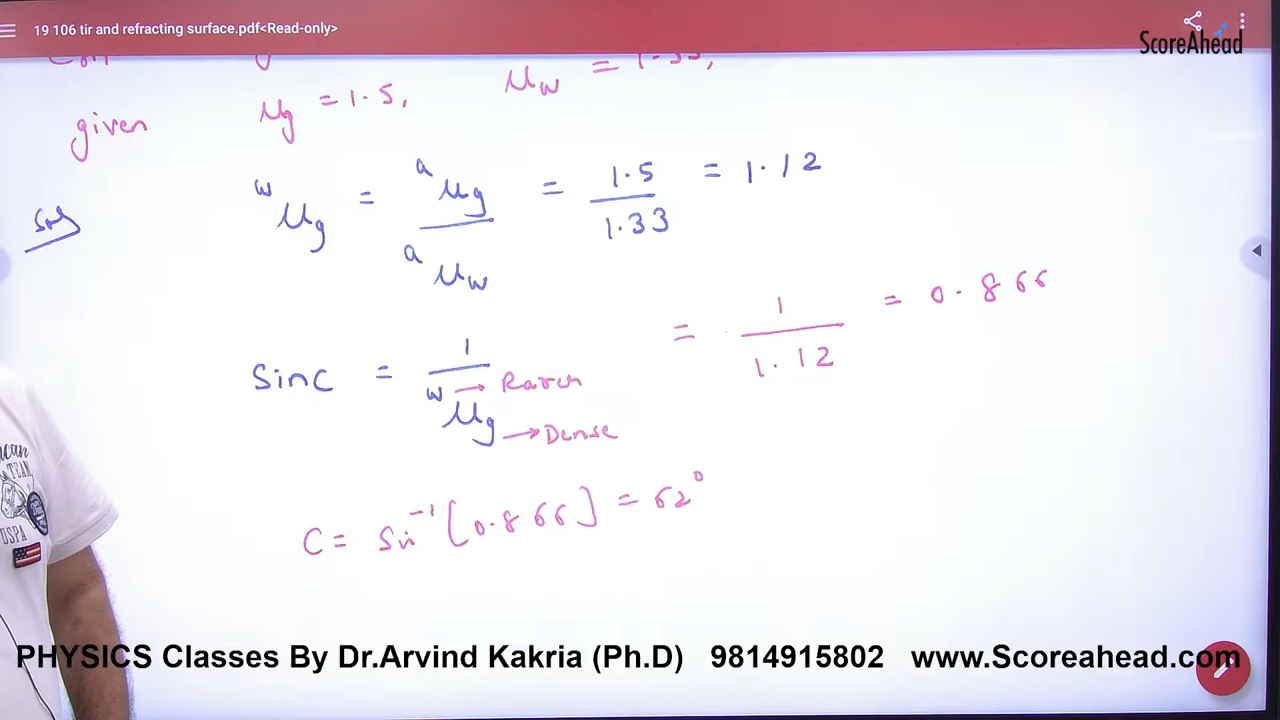 19 106 tir and refracting surface.pdf<Read-only>
ScoreAhead
μw = 1.33,
given μg = 1.5,
Sol
wμg = aμg / aμw = 1.5 / 1.33 = 1.12
sinc = 1 / wμg = 1 / 1.12 = 0.866
w → Rarer
g → Dense
C = Sin⁻¹ [0.866] = 62°
PHYSICS Classes By Dr.Arvind Kakria (Ph.D) 9814915802 www.Scoreahead.com